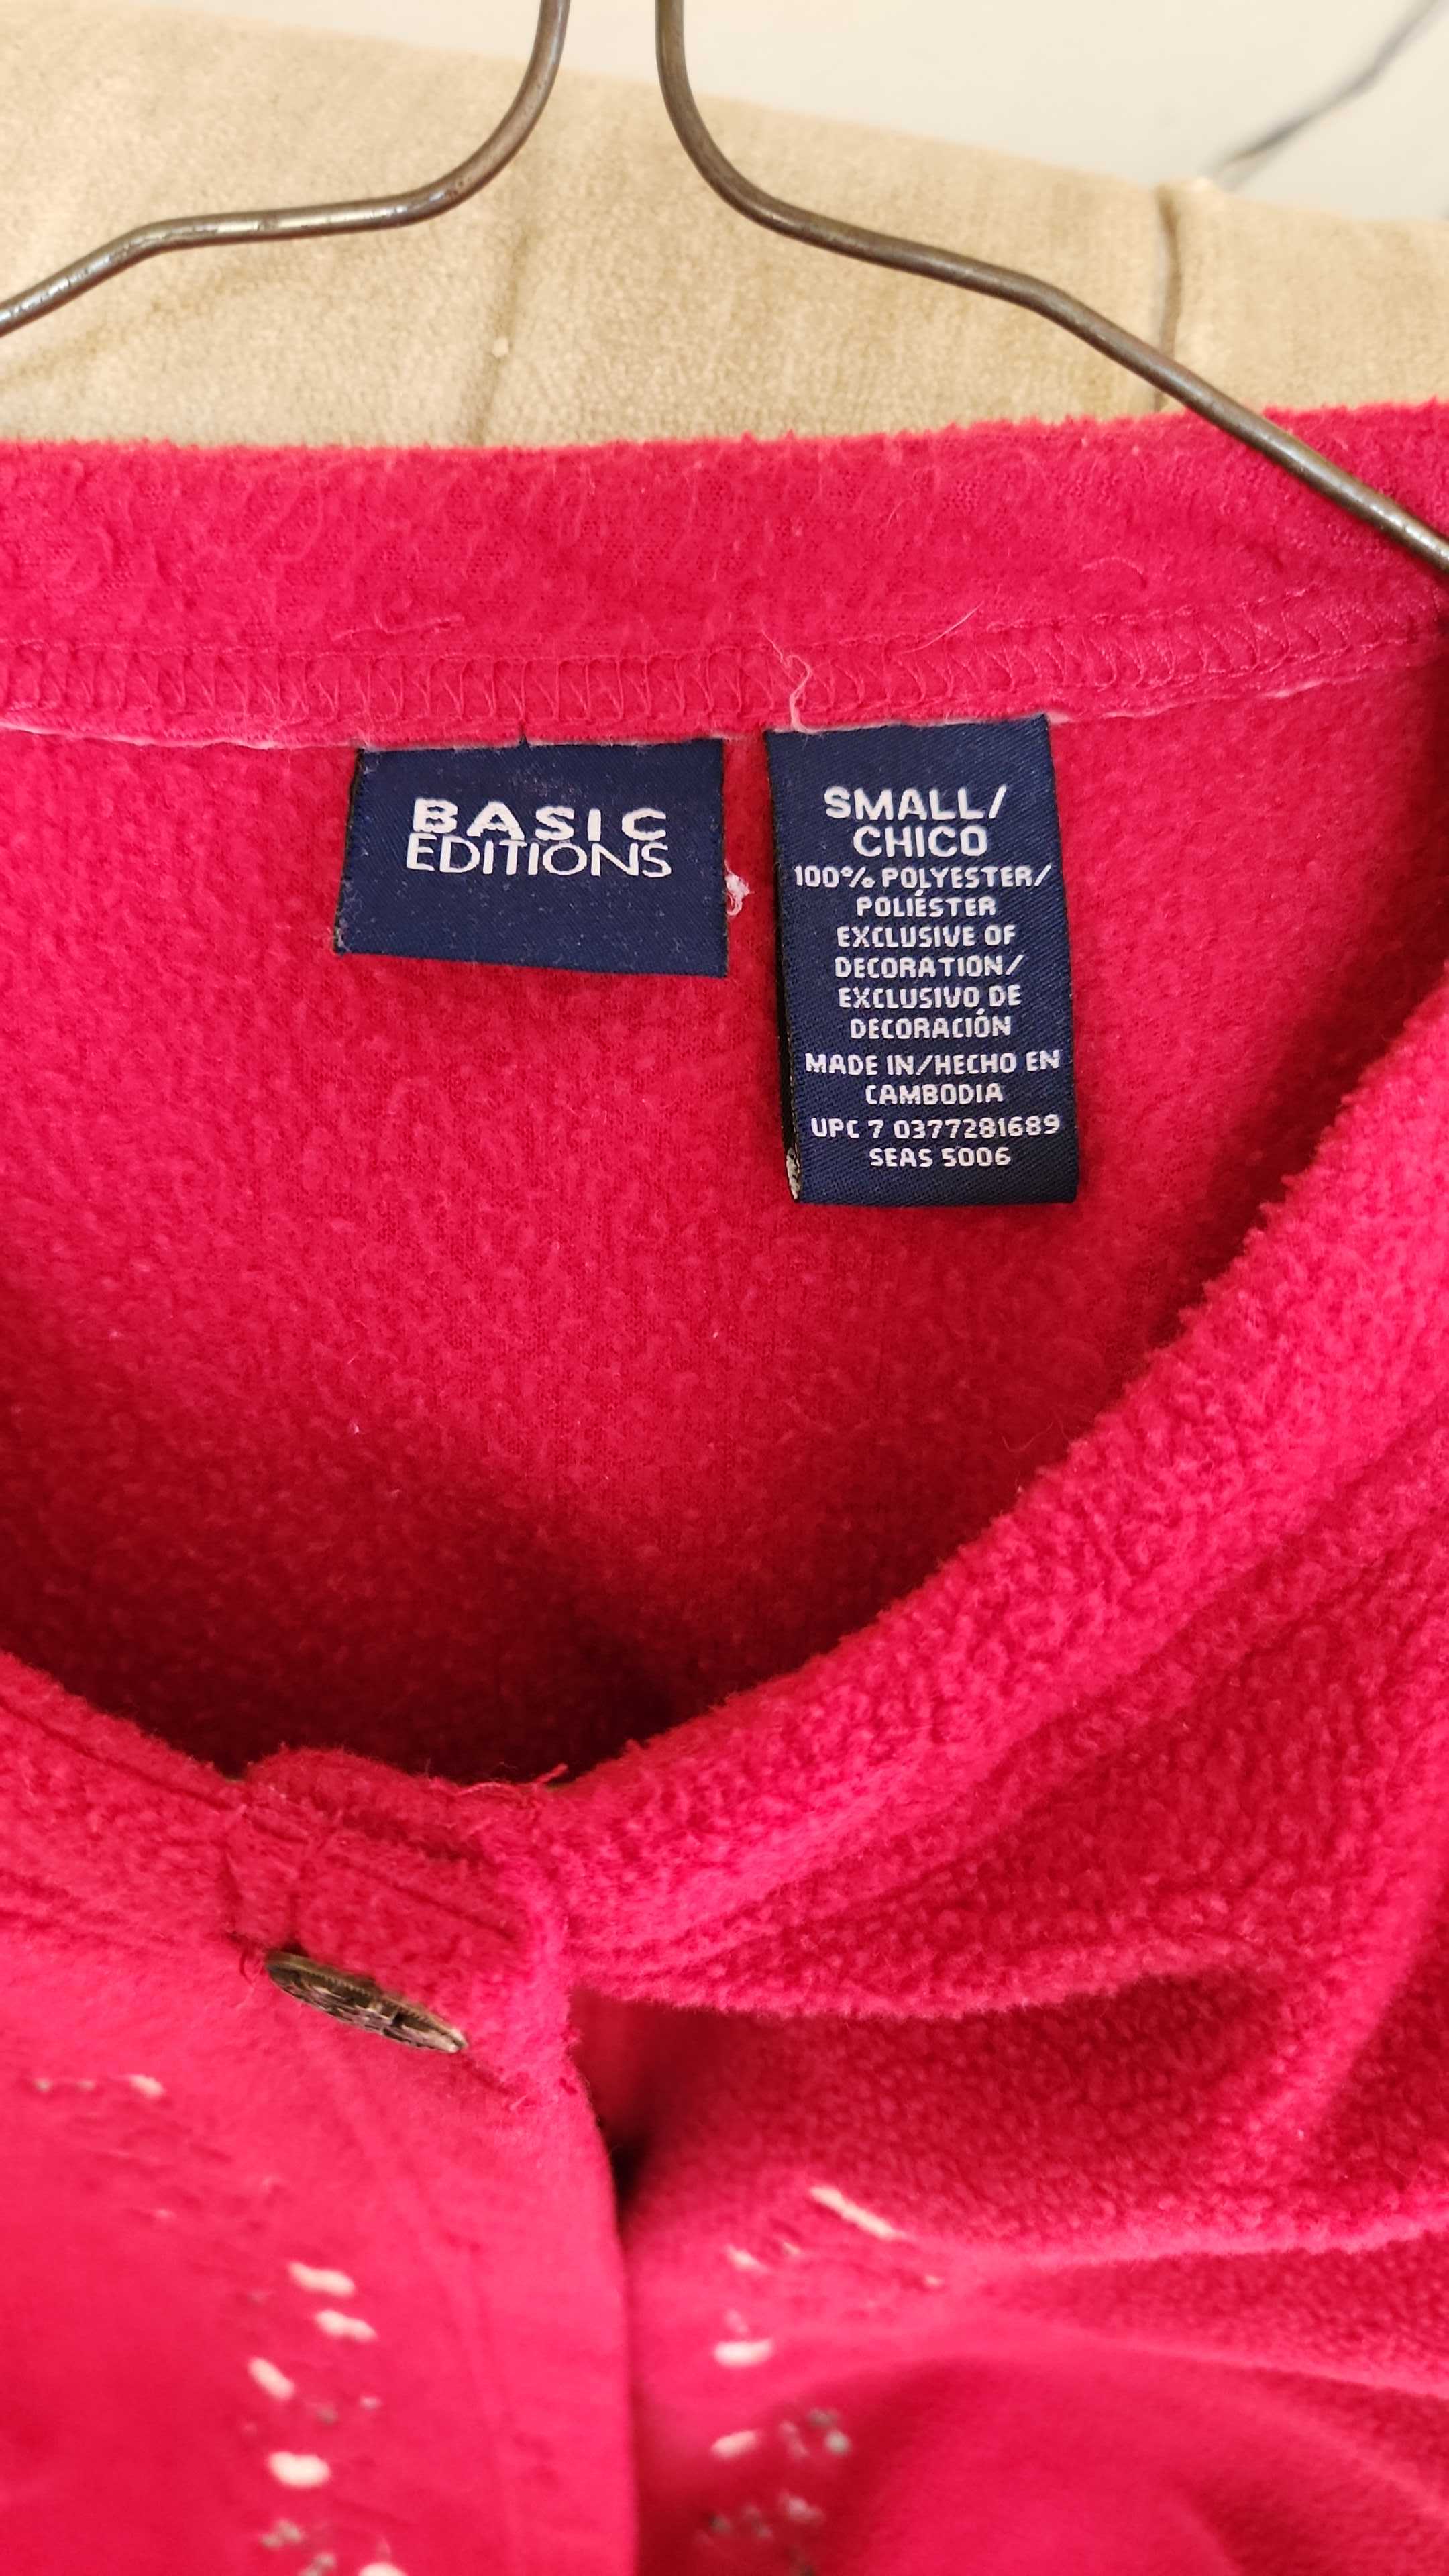 BASIC
EDITIONS
SMALL/
CHICO
100% POLYESTER/
POLIÉSTER
EXCLUSIVE OF
DECORATION/
EXCLUSIVO DE
DECORACIÓN
MADE IN/HECHO EN
CAMBODIA
UPC 7 0377281689
SEAS 5006